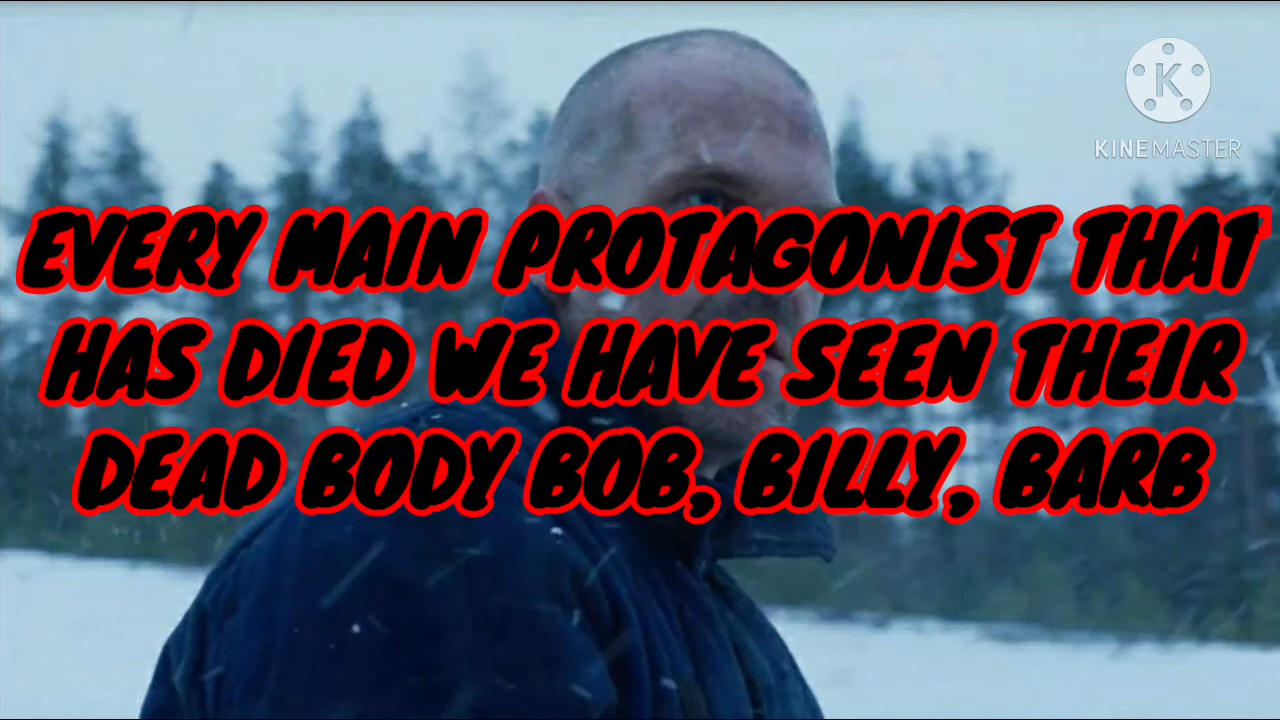 KINEMASTER
EVERY MAIN PROTAGONIST THAT
HAS DIED WE HAVE SEEN THEIR
DEAD BODY BOB, BILLY, BARB